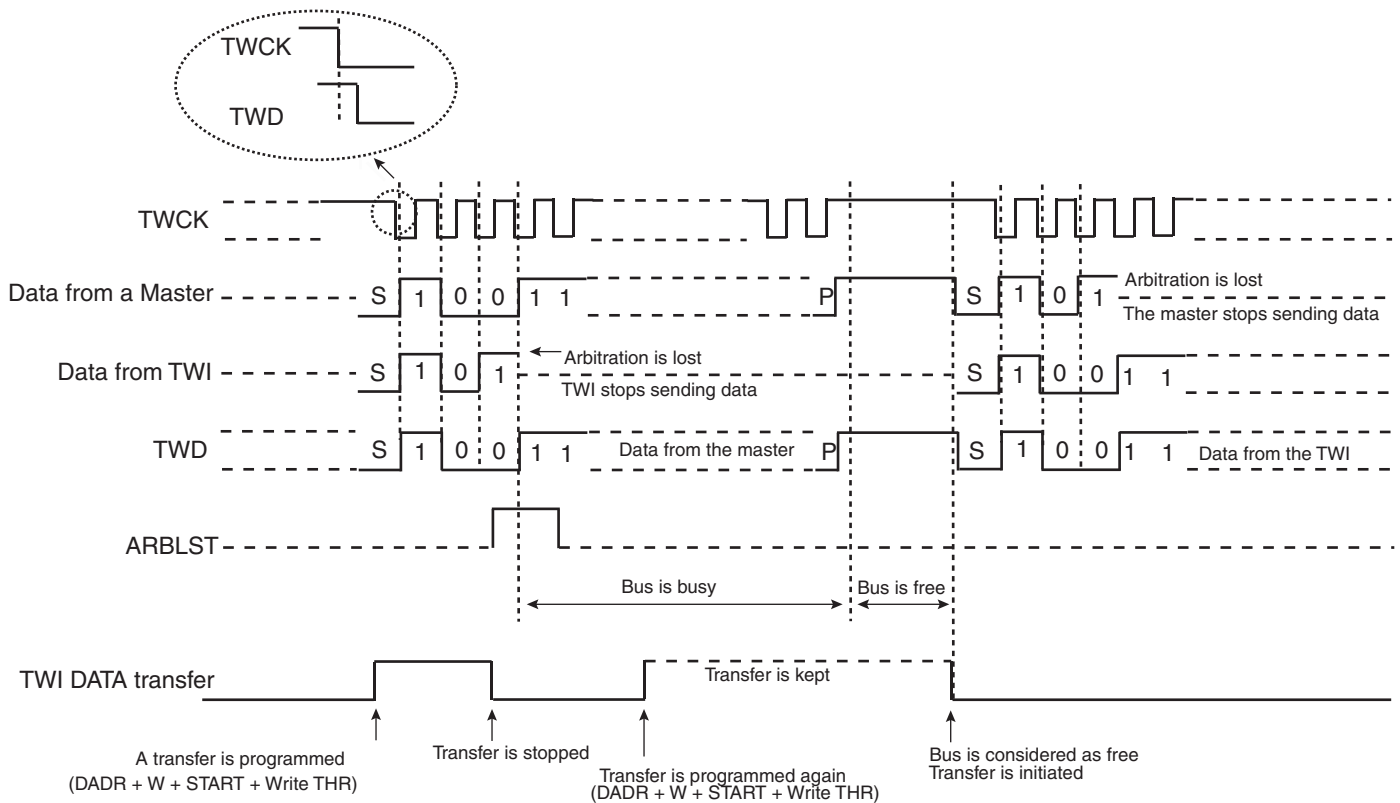 TWCK
TWD
TWCK
Data from a Master S 1 0 0 1 1 P S 1 0 1 Arbitration is lost
The master stops sending data
Data from TWI S 1 0 1 Arbitration is lost S 1 0 0 1 1
TWI stops sending data
TWD S 1 0 0 1 1 Data from the master P S 1 0 0 1 1 Data from the TWI
ARBLST
Bus is busy Bus is free
TWI DATA transfer Transfer is kept
A transfer is programmed
(DADR + W + START + Write THR)
Transfer is stopped
Transfer is programmed again
(DADR + W + START + Write THR)
Bus is considered as free
Transfer is initiated